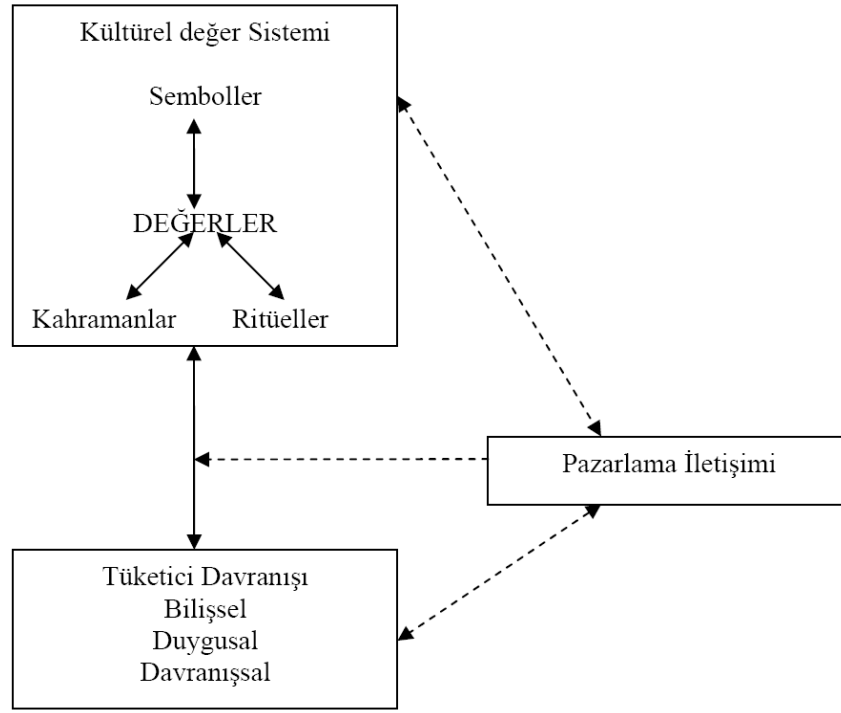 Kültürel değer Sistemi
Semboller
DEĞERLER
Kahramanlar Ritüeller
Pazarlama İletişimi
Tüketici Davranışı
Bilişsel
Duygusal
Davranışsal